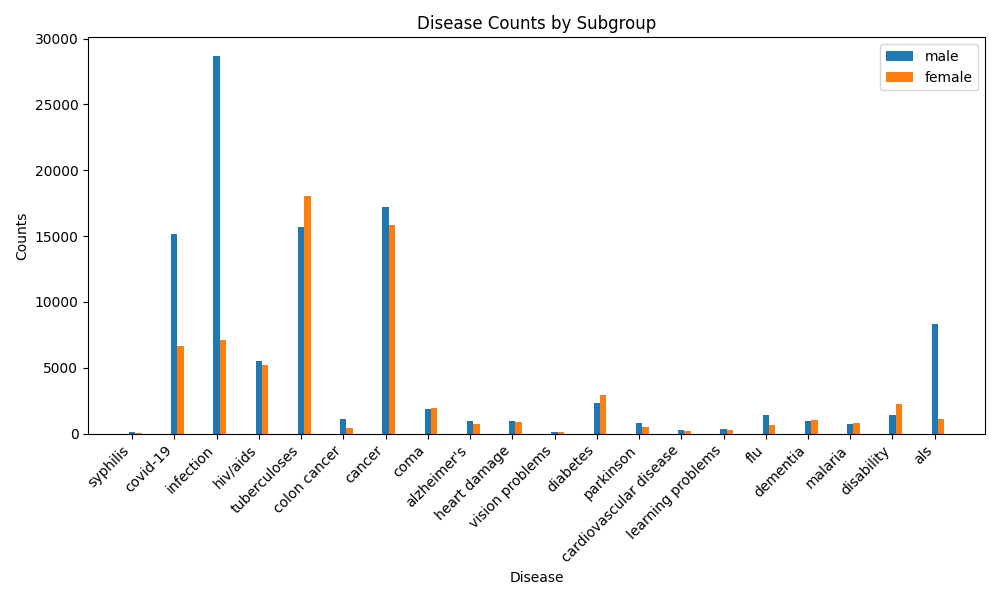 Disease Counts by Subgroup
30000
25000
20000
15000
10000
5000
0
Counts
male
female
syphilis
covid-19
infection
hiv/aids
tuberculoses
colon cancer
cancer
coma
alzheimer's
heart damage
vision problems
diabetes
parkinson
cardiovascular disease
learning problems
flu
dementia
malaria
disability
als
Disease